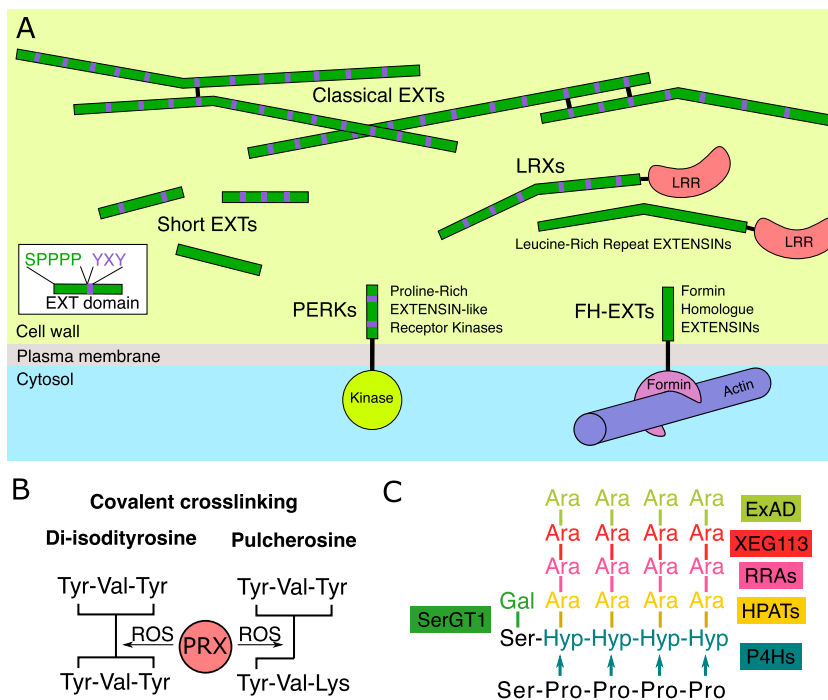 A
Classical EXTs
LRXs
LRR
Short EXTs
Leucine-Rich Repeat EXTENSINs
LRR
SPPPP YXY
EXT domain
PERKs
Proline-Rich
EXTENSIN-like
Receptor Kinases
FH-EXTs
Formin
Homologue
EXTENSINs
Cell wall
Plasma membrane
Cytosol
Kinase
Formin
Actin
B
Covalent crosslinking
Di-isodityrosine
Pulcherosine
Tyr-Val-Tyr
Tyr-Val-Tyr
ROS
PRX
ROS
Tyr-Val-Tyr
Tyr-Val-Lys
C
Ara Ara Ara Ara
ExAD
Ara Ara Ara Ara
XEG113
Ara Ara Ara Ara
RRAs
Gal
Ara Ara Ara Ara
HPATs
SerGT1
Ser-Hyp-Hyp-Hyp-Hyp
P4Hs
Ser-Pro-Pro-Pro-Pro